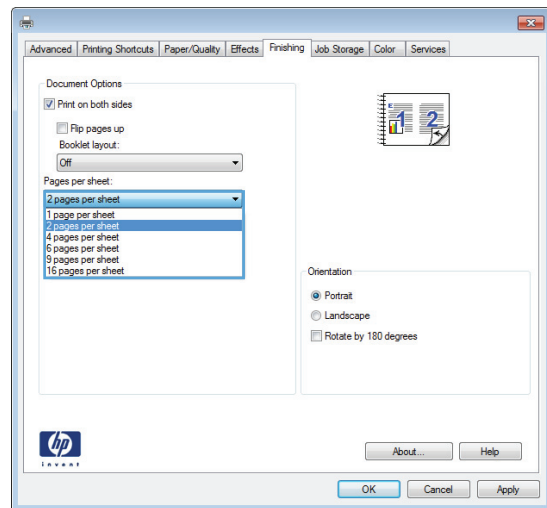 Advanced
Printing Shortcuts
Paper/Quality
Effects
Finishing
Job Storage
Color
Services
Document Options
Print on both sides
Flip pages up
Booklet layout:
Off
Pages per sheet:
2 pages per sheet
1 page per sheet
2 pages per sheet
4 pages per sheet
6 pages per sheet
9 pages per sheet
16 pages per sheet
1 2
Orientation
Portrait
Landscape
Rotate by 180 degrees
hp
invent
About...
Help
OK
Cancel
Apply